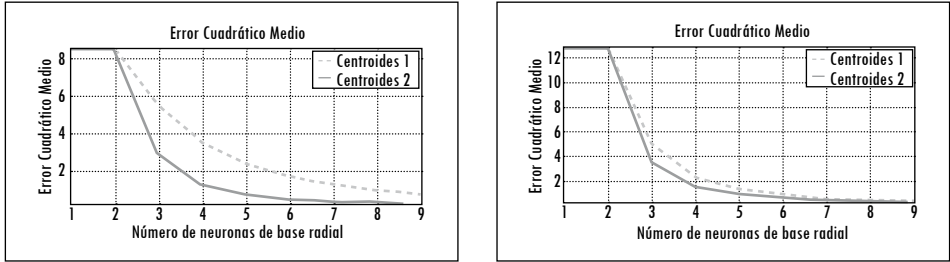 Error Cuadrático Medio
Centroides 1
Centroides 2
Error Cuadrático Medio
8
6
4
2
1 2 3 4 5 6 7 8 9
Número de neuronas de base radial
Error Cuadrático Medio
Centroides 1
Centroides 2
Error Cuadrático Medio
12
10
8
6
4
2
1 2 3 4 5 6 7 8 9
Número de neuronas de base radial